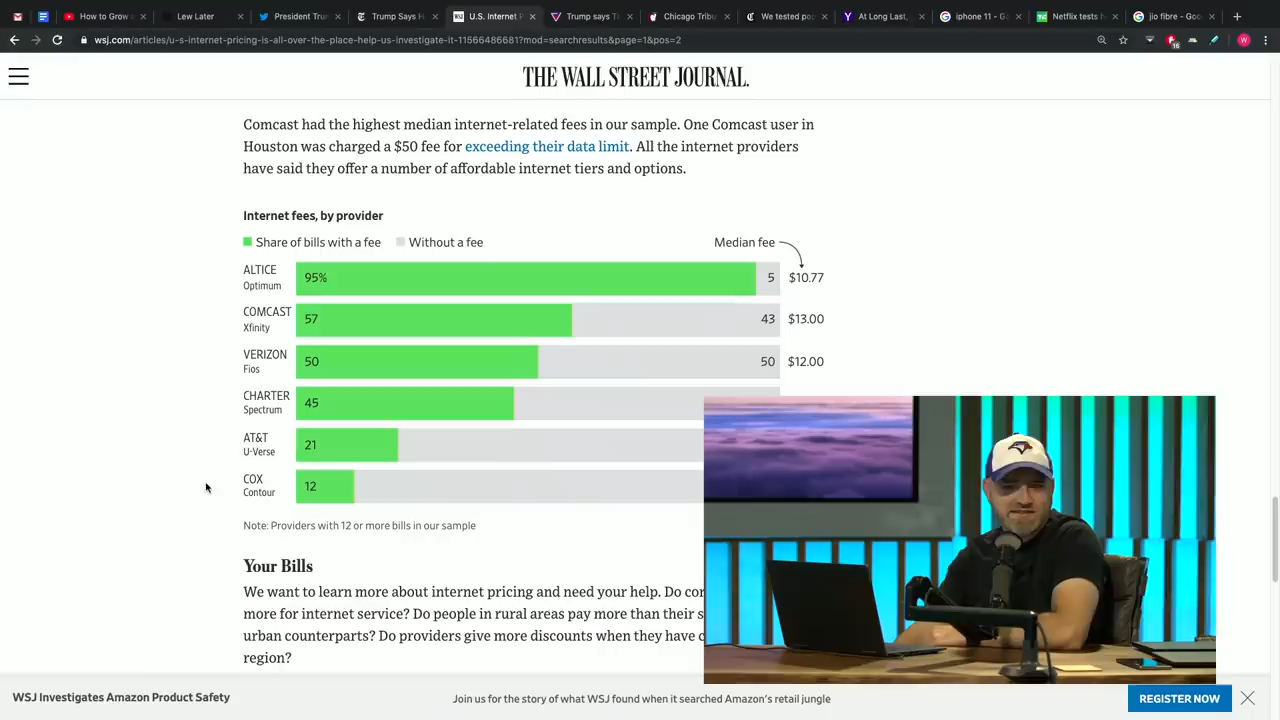 How to Grow
Lew Later
President Trum
Trump Says H
U.S. Internet P
Trump says T
Chicago Tribu
We tested pop
At Long Last,
iphone 11 - G
Netflix tests h
jio fibre - Goo
wsj.com/articles/u-s-internet-pricing-is-all-over-the-place-help-us-investigate-it-11566486681?mod=searchresults&page=1&pos=2
16
W
THE WALL STREET JOURNAL.
Comcast had the highest median internet-related fees in our sample. One Comcast user in
Houston was charged a $50 fee for exceeding their data limit. All the internet providers
have said they offer a number of affordable internet tiers and options.
Internet fees, by provider
Share of bills with a fee Without a fee Median fee
ALTICE
Optimum
95% 5 $10.77
COMCAST
Xfinity
57 43 $13.00
VERIZON
Fios
50 50 $12.00
CHARTER
Spectrum
45
AT&T
U-Verse
21
COX
Contour
12
Note: Providers with 12 or more bills in our sample
Your Bills
We want to learn more about internet pricing and need your help. Do co
more for internet service? Do people in rural areas pay more than their s
urban counterparts? Do providers give more discounts when they have c
region?
WSJ Investigates Amazon Product Safety
Join us for the story of what WSJ found when it searched Amazon's retail jungle
REGISTER NOW